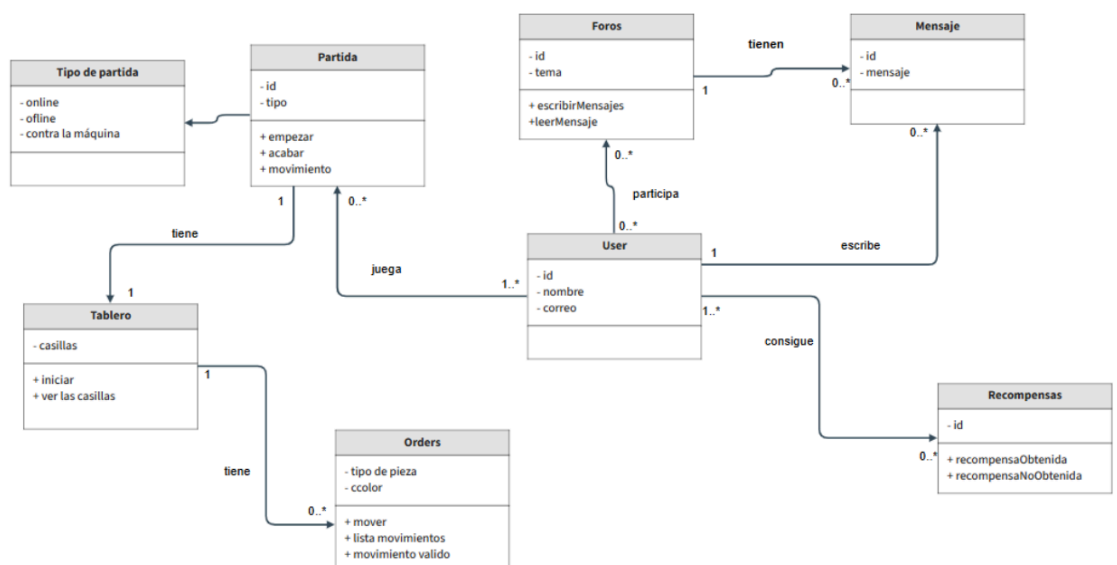 Tipo de partida
- online
- ofline
- contra la máquina
Partida
- id
- tipo
+ empezar
+ acabar
+ movimiento
Foros
- id
- tema
+ escribirMensajes
+leerMensaje
tienen
1
0..*
Mensaje
- id
- mensaje
0..*
1
0..*
0..*
participa
0..*
tiene
1
juega
1..*
User
- id
- nombre
- correo
1
escribe
1..*
consigue
0..*
Tablero
- casillas
+ iniciar
+ ver las casillas
1
tiene
0..*
Orders
- tipo de pieza
- ccolor
+ mover
+ lista movimientos
+ movimiento valido
Recompensas
- id
+ recompensaObtenida
+ recompensaNoObtenida